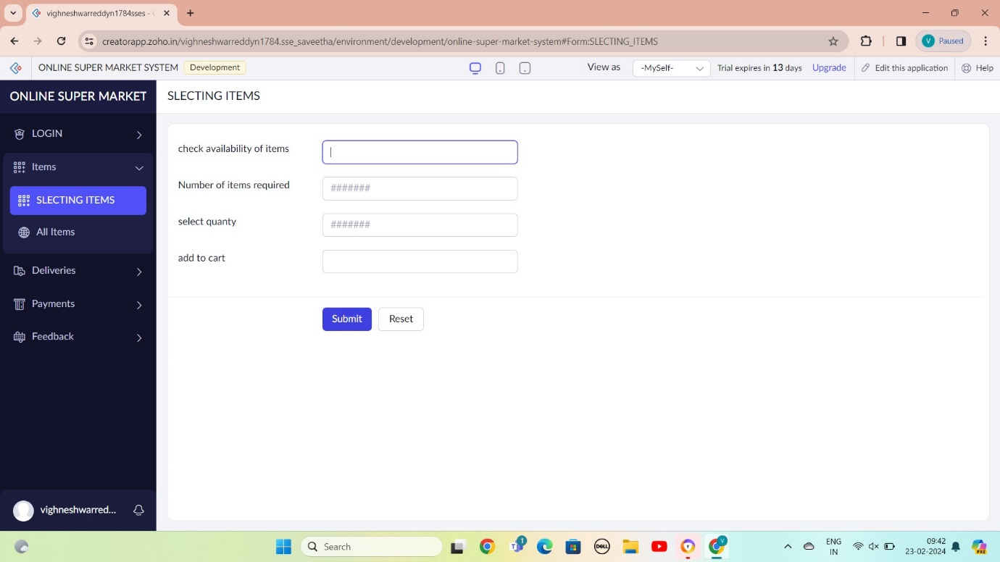 vighneshwarreddyn1784sses - C
creatorapp.zoho.in/vighneshwarreddyn1784.sse_saveetha/environment/development/online-super-market-system#Form:SLECTING_ITEMS
V Paused
ONLINE SUPER MARKET SYSTEM Development View as -MySelf- Trial expires in 13 days Upgrade Edit this application Help
ONLINE SUPER MARKET
SLECTING ITEMS
LOGIN
Items
SLECTING ITEMS
All Items
Deliveries
Payments
Feedback
check availability of items
Number of items required #######
select quanty #######
add to cart
Submit Reset
vighneshwarred...
Search
1
DELL
V
ENG
IN
09:42
23-02-2024
PRE